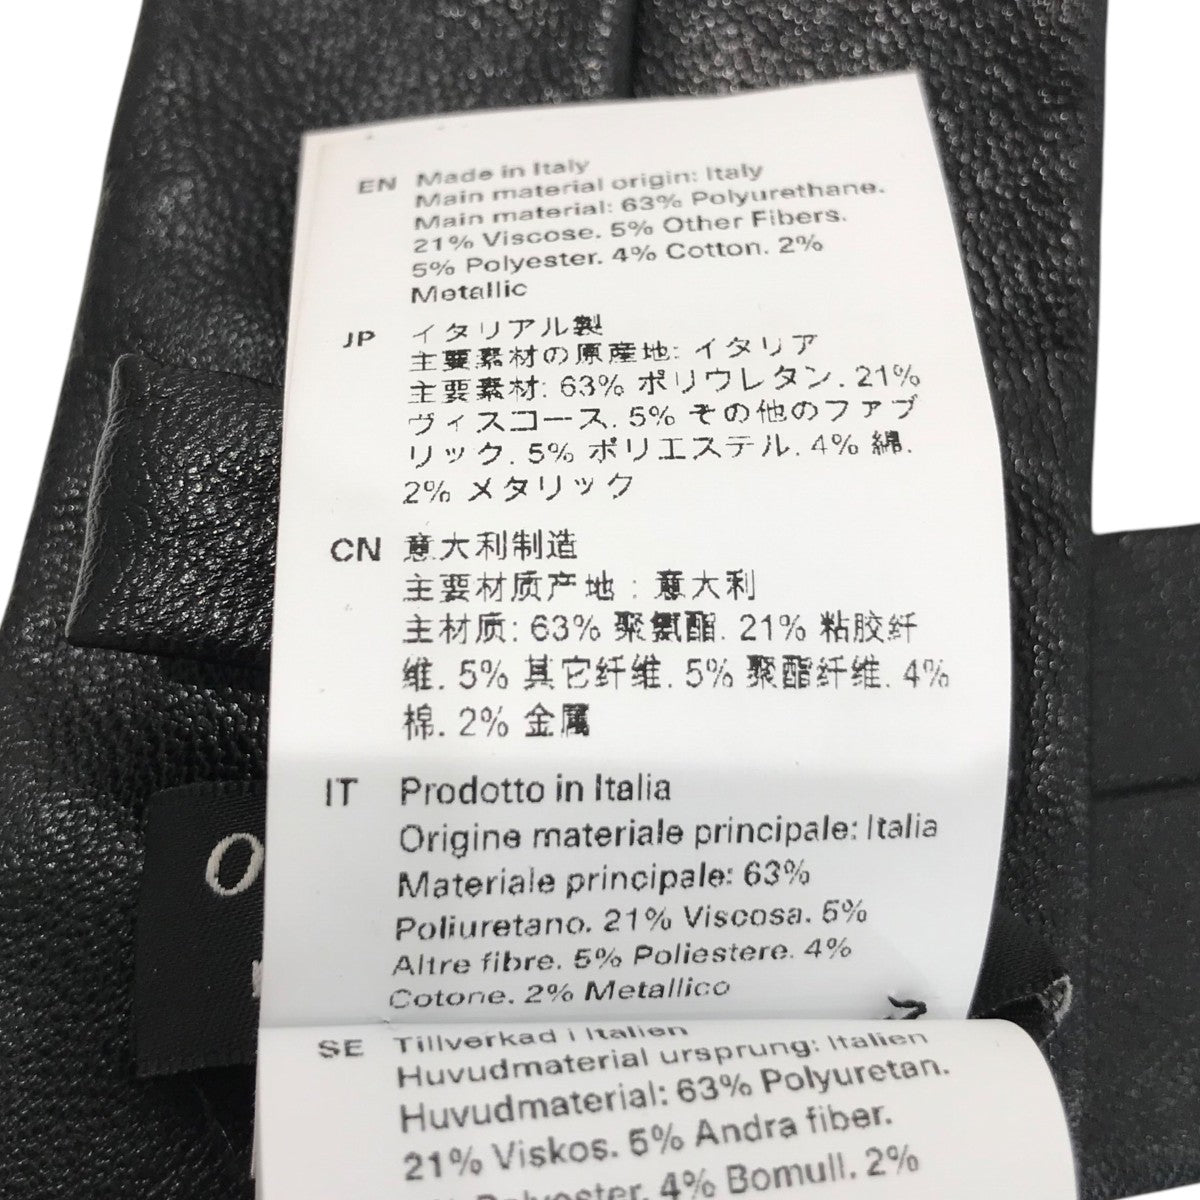 EN Made in Italy
Main material origin: Italy
Main material: 63% Polyurethane.
21% Viscose. 5% Other Fibers.
5% Polyester. 4% Cotton. 2%
Metallic
JP イタリアル製
主要素材の原産地: イタリア
主要素材: 63% ポリウレタン. 21%
ヴィスコース. 5% その他のファブ
リック. 5% ポリエステル. 4% 綿.
2% メタリック
CN 意大利制造
主要材质产地: 意大利
主材质: 63% 聚氨酯. 21% 粘胶纤
维. 5% 其它纤维. 5% 聚酯纤维. 4%
棉. 2% 金属
IT Prodotto in Italia
Origine materiale principale: Italia
Materiale principale: 63%
Poliuretano. 21% Viscosa. 5%
Altre fibre. 5% Poliestere. 4%
Cotone. 2% Metallico
SE Tillverkad i Italien
Huvudmaterial ursprung: Italien
Huvudmaterial: 63% Polyuretan.
21% Viskos. 5% Andra fiber.
Polyester. 4% Bomull. 2%